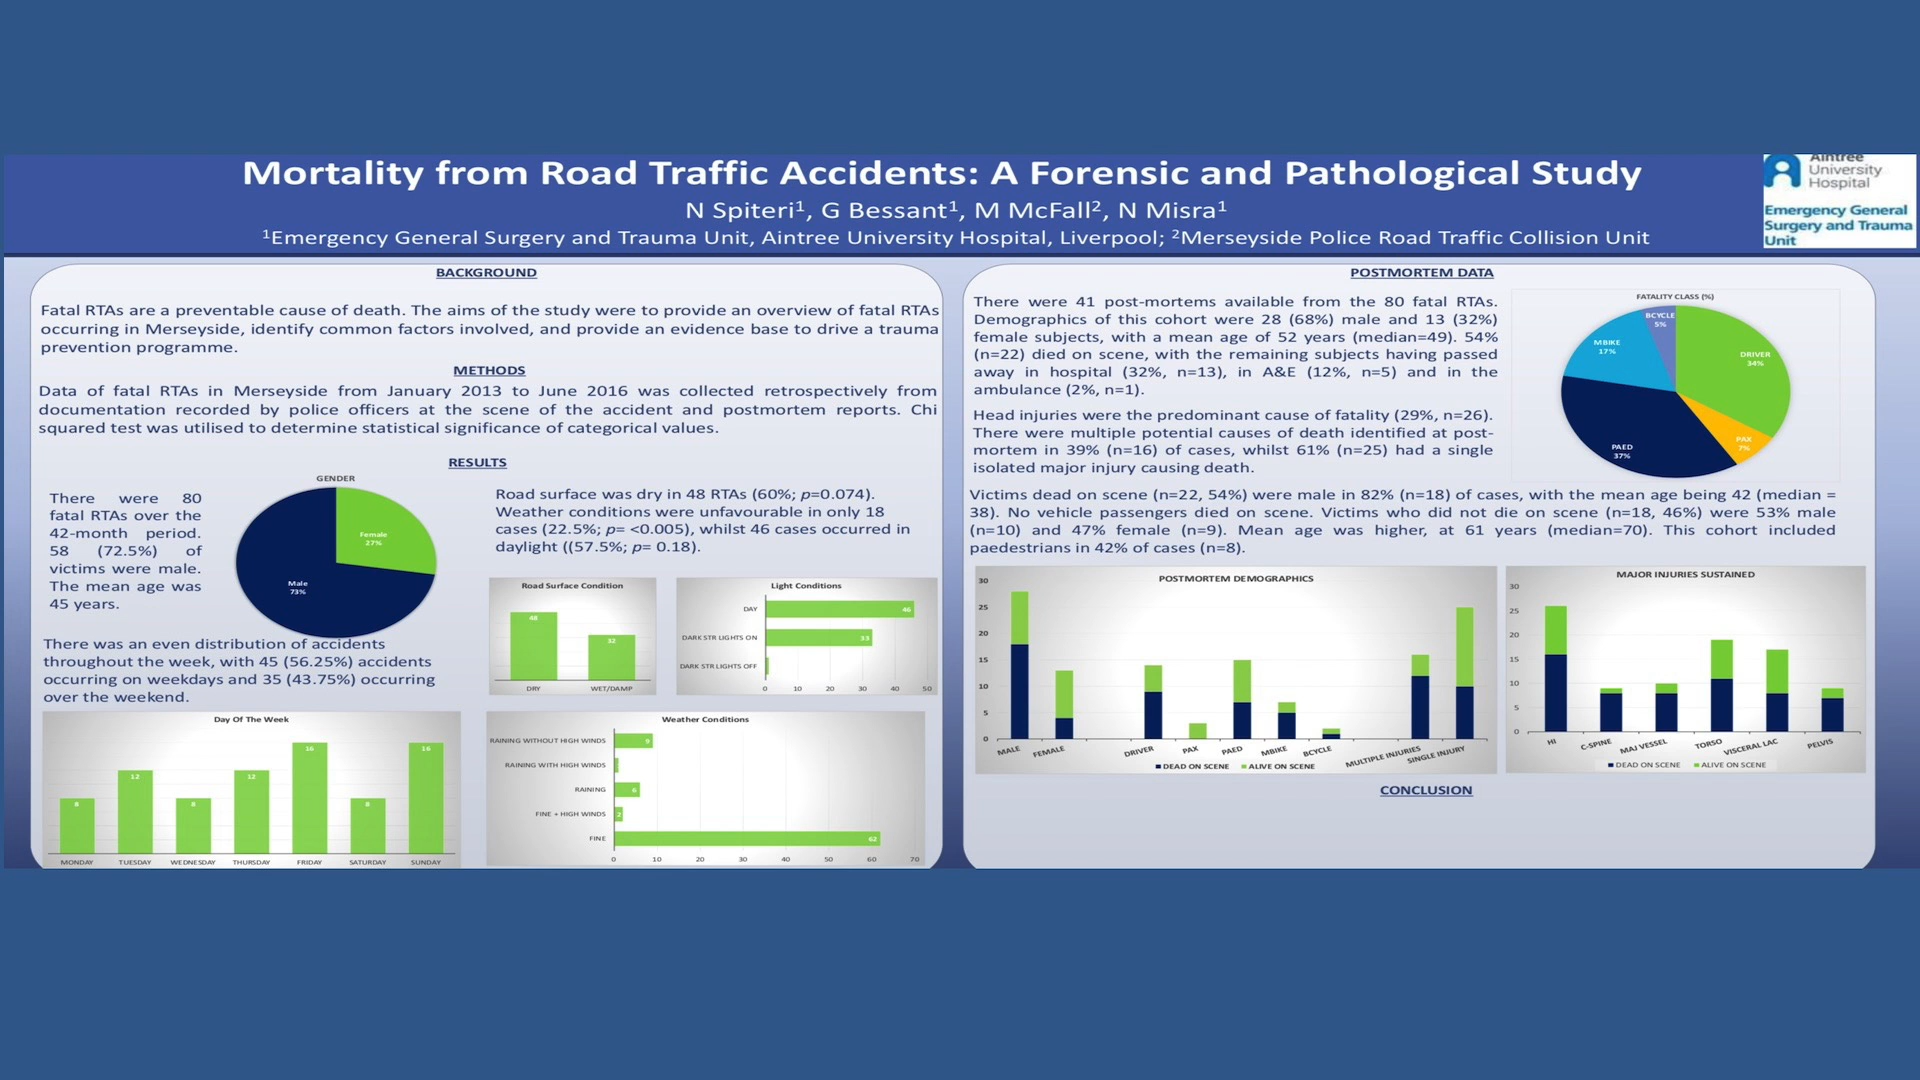 Mortality from Road Traffic Accidents: A Forensic and Pathological Study
N Spiteri¹, G Bessant¹, M McFall², N Misra¹
¹Emergency General Surgery and Trauma Unit, Aintree University Hospital, Liverpool; ²Merseyside Police Road Traffic Collision Unit
Aintree
University
Hospital
Emergency General
Surgery and Trauma
Unit
BACKGROUND
Fatal RTAs are a preventable cause of death. The aims of the study were to provide an overview of fatal RTAs
occurring in Merseyside, identify common factors involved, and provide an evidence base to drive a trauma
prevention programme.
METHODS
Data of fatal RTAs in Merseyside from January 2013 to June 2016 was collected retrospectively from
documentation recorded by police officers at the scene of the accident and postmortem reports. Chi
squared test was utilised to determine statistical significance of categorical values.
RESULTS
There were 80
fatal RTAs over the
42-month period.
58 (72.5%) of
victims were male.
The mean age was
45 years.
GENDER
Female
27%
Male
73%
There was an even distribution of accidents
throughout the week, with 45 (56.25%) accidents
occurring on weekdays and 35 (43.75%) occurring
over the weekend.
Day Of The Week
8 12 8 12 16 8 16
MONDAY TUESDAY WEDNESDAY THURSDAY FRIDAY SATURDAY SUNDAY
Road surface was dry in 48 RTAs (60%; p=0.074).
Weather conditions were unfavourable in only 18
cases (22.5%; p= <0.005), whilst 46 cases occurred in
daylight ((57.5%; p= 0.18).
Road Surface Condition
48 32
DRY WET/DAMP
Light Conditions
DAY 46
DARK STR LIGHTS ON 33
DARK STR LIGHTS OFF
0 10 20 30 40 50
Weather Conditions
RAINING WITHOUT HIGH WINDS 9
RAINING WITH HIGH WINDS
RAINING 6
FINE + HIGH WINDS 2
FINE 62
0 10 20 30 40 50 60 70
POSTMORTEM DATA
There were 41 post-mortems available from the 80 fatal RTAs.
Demographics of this cohort were 28 (68%) male and 13 (32%)
female subjects, with a mean age of 52 years (median=49). 54%
(n=22) died on scene, with the remaining subjects having passed
away in hospital (32%, n=13), in A&E (12%, n=5) and in the
ambulance (2%, n=1).
Head injuries were the predominant cause of fatality (29%, n=26).
There were multiple potential causes of death identified at post-
mortem in 39% (n=16) of cases, whilst 61% (n=25) had a single
isolated major injury causing death.
FATALITY CLASS (%)
BCYCLE
5%
MBIKE
17%
DRIVER
34%
PAX
7%
PAED
37%
Victims dead on scene (n=22, 54%) were male in 82% (n=18) of cases, with the mean age being 42 (median =
38). No vehicle passengers died on scene. Victims who did not die on scene (n=18, 46%) were 53% male
(n=10) and 47% female (n=9). Mean age was higher, at 61 years (median=70). This cohort included
paedestrians in 42% of cases (n=8).
POSTMORTEM DEMOGRAPHICS
30
25
20
15
10
5
0
MALE FEMALE DRIVER PAX PAED MBIKE BCYCLE MULTIPLE INJURIES SINGLE INJURY
DEAD ON SCENE ALIVE ON SCENE
MAJOR INJURIES SUSTAINED
30
25
20
15
10
5
0
HI C-SPINE MAJ VESSEL TORSO VISCERAL LAC PELVIS
DEAD ON SCENE ALIVE ON SCENE
CONCLUSION